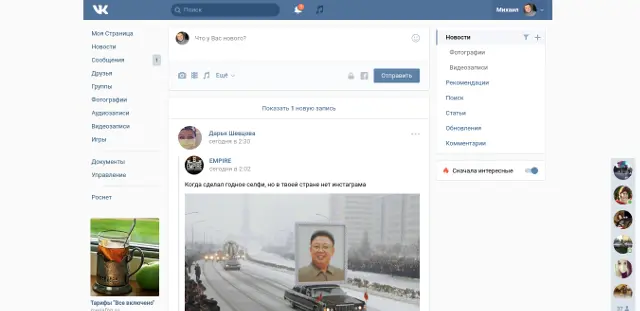 VK
Поиск
Михаил
Моя Страница
Новости
Сообщения
1
Друзья
Группы
Фотографии
Аудиозаписи
Видеозаписи
Игры
Документы
Управление
Роснет
Тарифы "Все включено"
Что у Вас нового?
Ещё
Отправить
Показать 1 новую запись
Дарья Шевцова
сегодня в 2:30
EMPIRE
сегодня в 2:02
Когда сделал годное селфи, но в твоей стране нет инстаграма
Новости
Фотографии
Видеозаписи
Рекомендации
Поиск
Статьи
Обновления
Комментарии
Сначала интересные